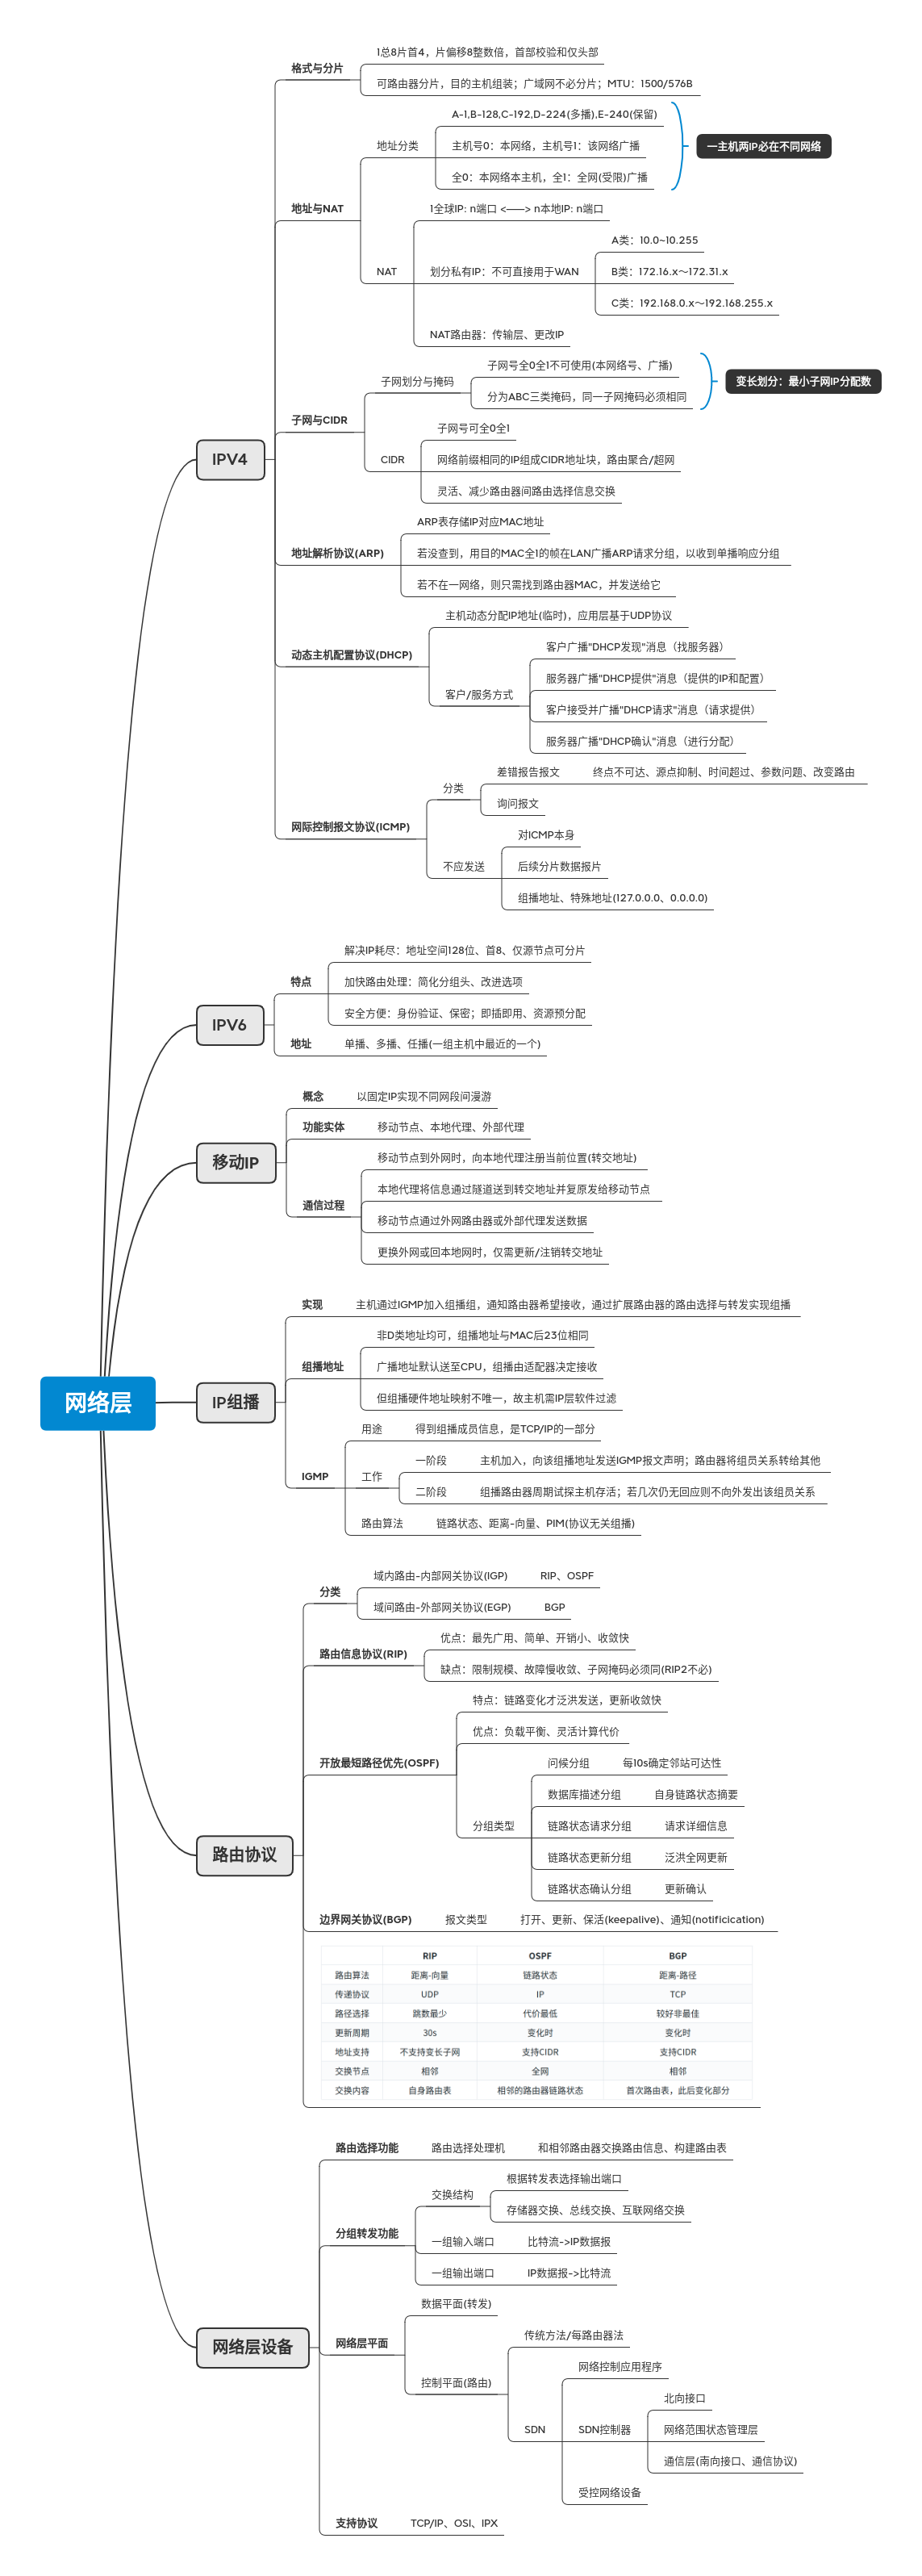 网络层
IPV4
格式与分片
1总8片首4，片偏移8整数倍，首部校验和仅头部
可路由器分片，目的主机组装；广域网不必分片；MTU：1500/576B
地址与NAT
地址分类
A-1,B-128,C-192,D-224(多播),E-240(保留)
主机号0：本网络，主机号1：该网络广播
全0：本网络本主机，全1：全网(受限)广播
一主机两IP必在不同网络
NAT
1全球IP: n端口 <——> n本地IP: n端口
划分私有IP：不可直接用于WAN
A类：10.0~10.255
B类：172.16.x～172.31.x
C类：192.168.0.x～192.168.255.x
NAT路由器：传输层、更改IP
子网与CIDR
子网划分与掩码
子网号全0全1不可使用(本网络号、广播)
分为ABC三类掩码，同一子网掩码必须相同
变长划分：最小子网IP分配数
CIDR
子网号可全0全1
网络前缀相同的IP组成CIDR地址块，路由聚合/超网
灵活、减少路由器间路由选择信息交换
地址解析协议(ARP)
ARP表存储IP对应MAC地址
若没查到，用目的MAC全1的帧在LAN广播ARP请求分组，以收到单播响应分组
若不在一网络，则只需找到路由器MAC，并发送给它
动态主机配置协议(DHCP)
主机动态分配IP地址(临时)，应用层基于UDP协议
客户/服务方式
客户广播"DHCP发现"消息（找服务器）
服务器广播"DHCP提供"消息（提供的IP和配置）
客户接受并广播"DHCP请求"消息（请求提供）
服务器广播"DHCP确认"消息（进行分配）
网际控制报文协议(ICMP)
分类
差错报告报文
终点不可达、源点抑制、时间超过、参数问题、改变路由
询问报文
不应发送
对ICMP本身
后续分片数据报片
组播地址、特殊地址(127.0.0.0、0.0.0.0)
IPV6
特点
解决IP耗尽：地址空间128位、首8、仅源节点可分片
加快路由处理：简化分组头、改进选项
安全方便：身份验证、保密；即插即用、资源预分配
地址
单播、多播、任播(一组主机中最近的一个)
移动IP
概念
以固定IP实现不同网段间漫游
功能实体
移动节点、本地代理、外部代理
通信过程
移动节点到外网时，向本地代理注册当前位置(转交地址)
本地代理将信息通过隧道送到转交地址并复原发给移动节点
移动节点通过外网路由器或外部代理发送数据
更换外网或回本地网时，仅需更新/注销转交地址
IP组播
实现
主机通过IGMP加入组播组，通知路由器希望接收，通过扩展路由器的路由选择与转发实现组播
组播地址
非D类地址均可，组播地址与MAC后23位相同
广播地址默认送至CPU，组播由适配器决定接收
但组播硬件地址映射不唯一，故主机需IP层软件过滤
IGMP
用途
得到组播成员信息，是TCP/IP的一部分
工作
一阶段
主机加入，向该组播地址发送IGMP报文声明；路由器将组员关系转给其他
二阶段
组播路由器周期试探主机存活；若几次仍无回应则不向外发出该组员关系
路由算法
链路状态、距离-向量、PIM(协议无关组播)
路由协议
分类
域内路由-内部网关协议(IGP)
RIP、OSPF
域间路由-外部网关协议(EGP)
BGP
路由信息协议(RIP)
优点：最先广用、简单、开销小、收敛快
缺点：限制规模、故障慢收敛、子网掩码必须同(RIP2不必)
开放最短路径优先(OSPF)
特点：链路变化才泛洪发送，更新收敛快
优点：负载平衡、灵活计算代价
分组类型
问候分组
每10s确定邻站可达性
数据库描述分组
自身链路状态摘要
链路状态请求分组
请求详细信息
链路状态更新分组
泛洪全网更新
链路状态确认分组
更新确认
边界网关协议(BGP)
报文类型
打开、更新、保活(keepalive)、通知(notificication)
RIP OSPF BGP
路由算法 距离-向量 链路状态 距离-路径
传递协议 UDP IP TCP
路径选择 跳数最少 代价最低 较好非最佳
更新周期 30s 变化时 变化时
地址支持 不支持变长子网 支持CIDR 支持CIDR
交换节点 相邻 全网 相邻
交换内容 自身路由表 相邻的路由器链路状态 首次路由表，此后变化部分
网络层设备
路由选择功能
路由选择处理机
和相邻路由器交换路由信息、构建路由表
分组转发功能
交换结构
根据转发表选择输出端口
存储器交换、总线交换、互联网络交换
一组输入端口
比特流->IP数据报
一组输出端口
IP数据报->比特流
网络层平面
数据平面(转发)
控制平面(路由)
传统方法/每路由器法
SDN
网络控制应用程序
SDN控制器
北向接口
网络范围状态管理层
通信层(南向接口、通信协议)
受控网络设备
支持协议
TCP/IP、OSI、IPX